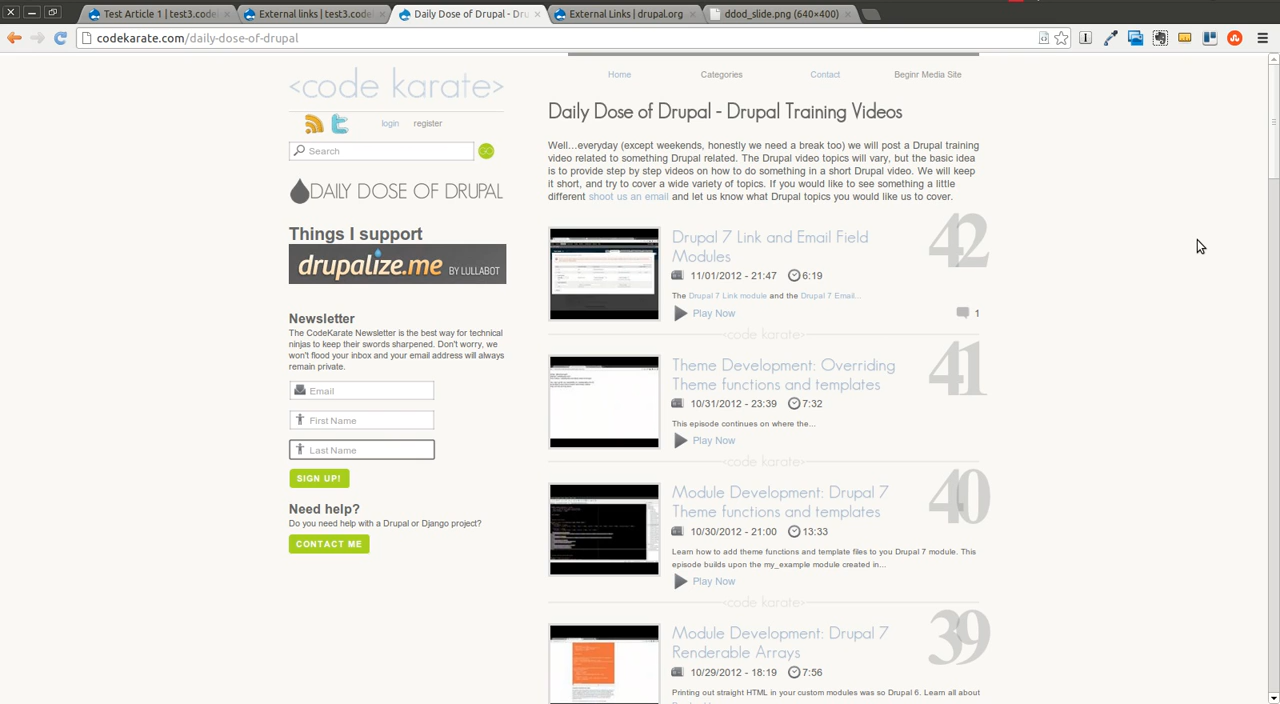 Test Article 1 | test3.code
External links | test3.code
Daily Dose of Drupal - Dru
External Links | drupal.org
ddod_slide.png (640×400)
codekarate.com/daily-dose-of-drupal
<code karate>
Home Categories Contact Beginr Media Site
login register
Search
DAILY DOSE OF DRUPAL
Things I support
drupalize.me BY LULLABOT
Newsletter
The CodeKarate Newsletter is the best way for technical
ninjas to keep their swords sharpened. Don't worry, we
won't flood your inbox and your email address will always
remain private.
Email
First Name
Last Name
SIGN UP!
Need help?
Do you need help with a Drupal or Django project?
CONTACT ME
Daily Dose of Drupal - Drupal Training Videos
Well...everyday (except weekends, honestly we need a break too) we will post a Drupal training
video related to something Drupal related. The Drupal video topics will vary, but the basic idea
is to provide step by step videos on how to do something in a short Drupal video. We will keep
it short, and try to cover a wide variety of topics. If you would like to see something a little
different shoot us an email and let us know what Drupal topics you would like us to cover.
Drupal 7 Link and Email Field
Modules
42
11/01/2012 - 21:47 6:19
The Drupal 7 Link module and the Drupal 7 Email...
Play Now
1
<code karate>
Theme Development: Overriding
Theme functions and templates
41
10/31/2012 - 23:39 7:32
This episode continues on where the...
Play Now
<code karate>
Module Development: Drupal 7
Theme functions and templates
40
10/30/2012 - 21:00 13:33
Learn how to add theme functions and template files to you Drupal 7 module. This
episode builds upon the my_example module created in...
Play Now
<code karate>
Module Development: Drupal 7
Renderable Arrays
39
10/29/2012 - 18:19 7:56
Printing out straight HTML in your custom modules was so Drupal 6. Learn all about